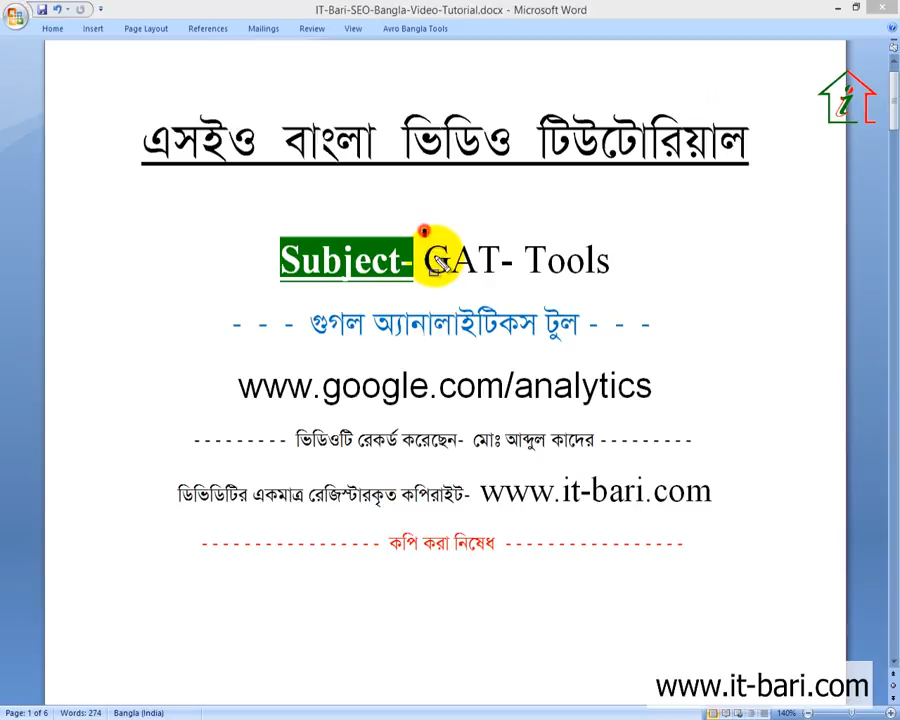 IT-Bari-SEO-Bangla-Video-Tutorial.docx - Microsoft Word
Home Insert Page Layout References Mailings Review View Avro Bangla Tools
এসইও বাংলা ভিডিও টিউটোরিয়াল
Subject- GAT- Tools
- - - গুগল অ্যানালাইটিকস টুল - - -
www.google.com/analytics
--------- ভিডিওটি রেকর্ড করেছেন- মোঃ আব্দুল কাদের ---------
ডিভিডিটির একমাত্র রেজিস্টারকৃত কপিরাইট- www.it-bari.com
----------------- কপি করা নিষেধ -----------------
www.it-bari.com
Page: 1 of 6 Words: 274 Bangla (India) 140%